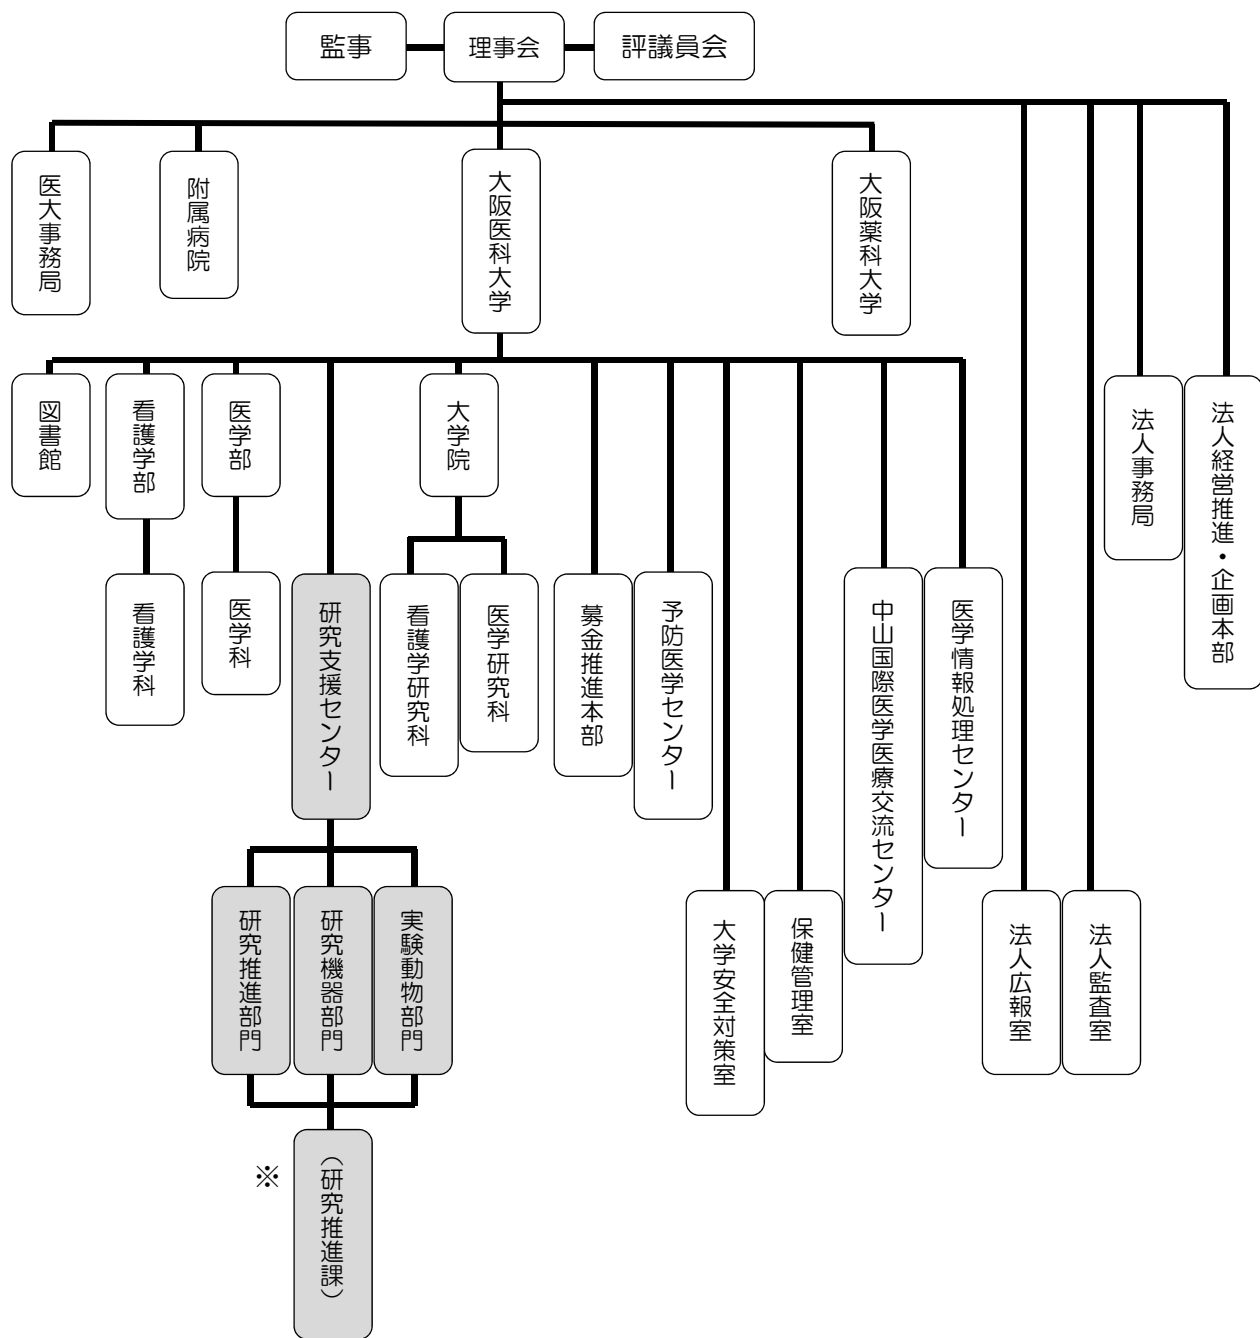 監事
理事会
評議員会
医大事務局
附属病院
大阪医科大学
大阪薬科大学
図書館
看護学部
医学部
大学院
法人事務局
法人経営推進・企画本部
看護学科
医学科
研究支援センター
看護学研究科
医学研究科
募金推進本部
予防医学センター
中山国際医学医療交流センター
医学情報処理センター
研究推進部門
研究機器部門
実験動物部門
大学安全対策室
保健管理室
法人広報室
法人監査室
※
（研究推進課）